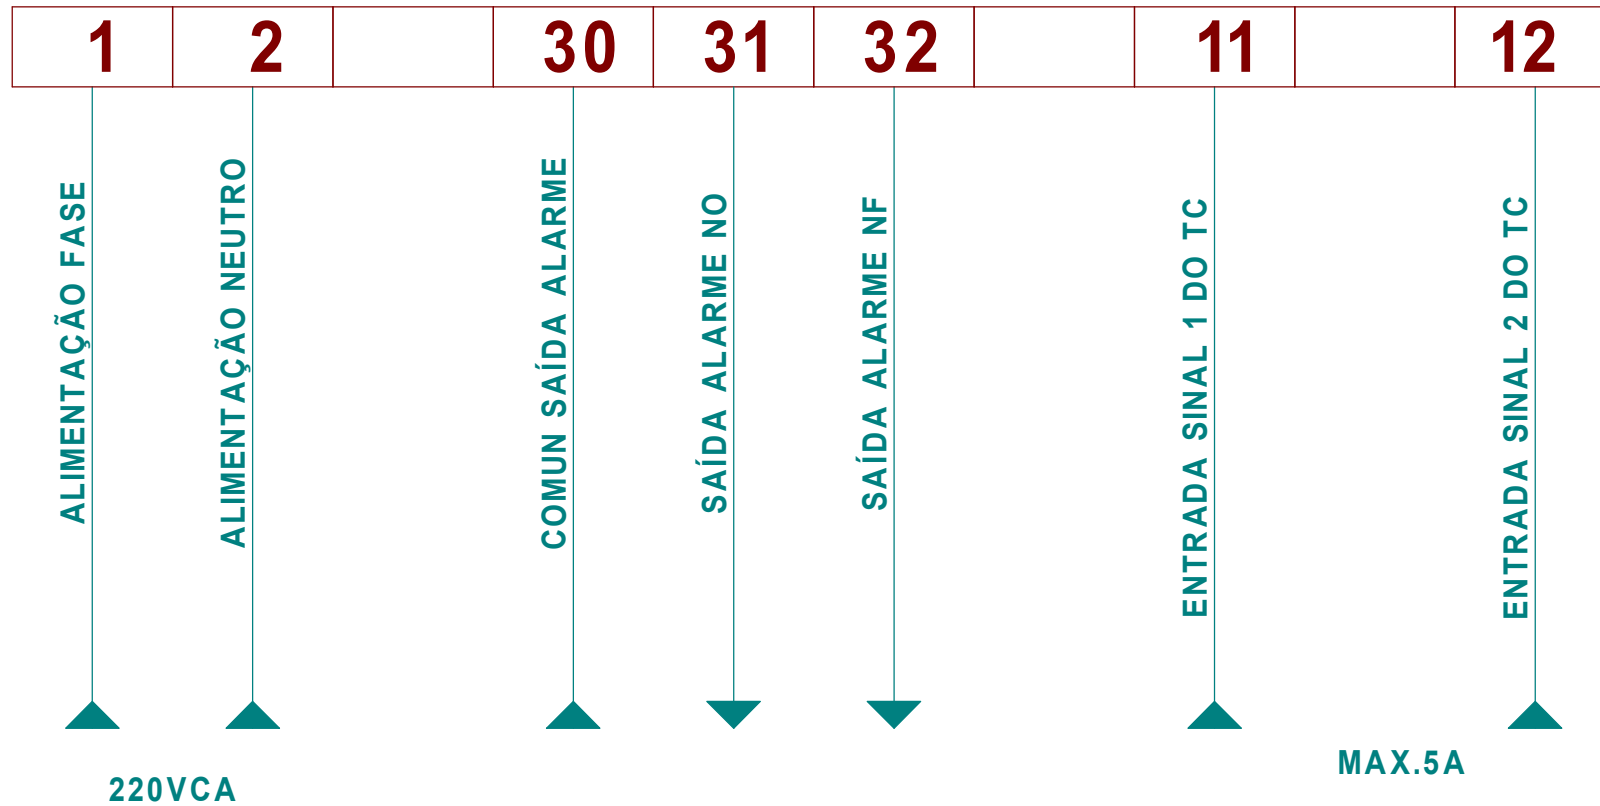 1 2 30 31 32 11 12
ALIMENTAÇÃO FASE
ALIMENTAÇÃO NEUTRO
COMUN SAÍDA ALARME
SAÍDA ALARME NO
SAÍDA ALARME NF
ENTRADA SINAL 1 DO TC
ENTRADA SINAL 2 DO TC
220VCA
MAX.5A